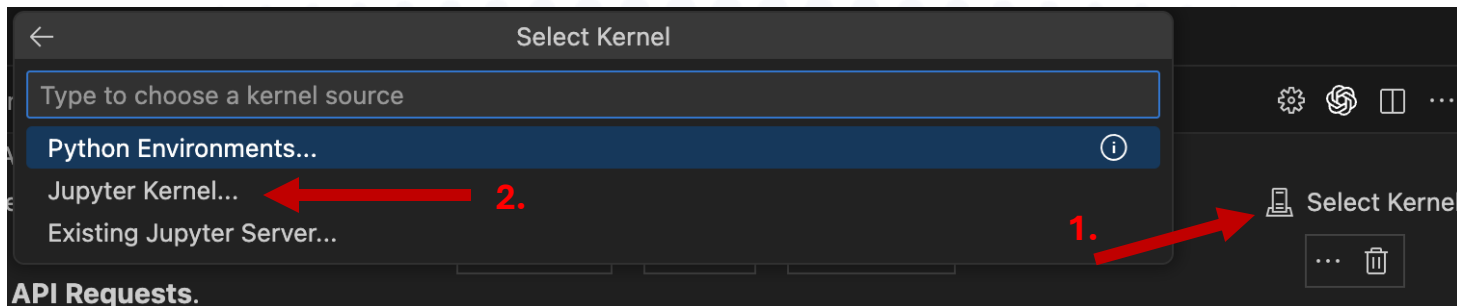 Select Kernel
Type to choose a kernel source
Python Environments...
Jupyter Kernel...
2.
Select Kernel
Existing Jupyter Server...
1.
API Requests.